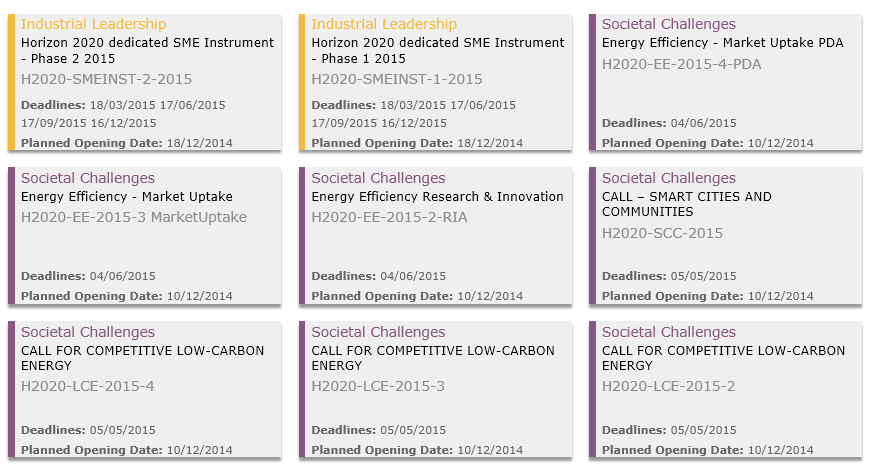 Industrial Leadership
Horizon 2020 dedicated SME Instrument
- Phase 2 2015
H2020-SMEINST-2-2015
Deadlines: 18/03/2015 17/06/2015
17/09/2015 16/12/2015
Planned Opening Date: 18/12/2014
Industrial Leadership
Horizon 2020 dedicated SME Instrument
- Phase 1 2015
H2020-SMEINST-1-2015
Deadlines: 18/03/2015 17/06/2015
17/09/2015 16/12/2015
Planned Opening Date: 18/12/2014
Societal Challenges
Energy Efficiency - Market Uptake PDA
H2020-EE-2015-4-PDA
Deadlines: 04/06/2015
Planned Opening Date: 10/12/2014
Societal Challenges
Energy Efficiency - Market Uptake
H2020-EE-2015-3 MarketUptake
Deadlines: 04/06/2015
Planned Opening Date: 10/12/2014
Societal Challenges
Energy Efficiency Research & Innovation
H2020-EE-2015-2-RIA
Deadlines: 04/06/2015
Planned Opening Date: 10/12/2014
Societal Challenges
CALL – SMART CITIES AND
COMMUNITIES
H2020-SCC-2015
Deadlines: 05/05/2015
Planned Opening Date: 10/12/2014
Societal Challenges
CALL FOR COMPETITIVE LOW-CARBON
ENERGY
H2020-LCE-2015-4
Deadlines: 05/05/2015
Planned Opening Date: 10/12/2014
Societal Challenges
CALL FOR COMPETITIVE LOW-CARBON
ENERGY
H2020-LCE-2015-3
Deadlines: 05/05/2015
Planned Opening Date: 10/12/2014
Societal Challenges
CALL FOR COMPETITIVE LOW-CARBON
ENERGY
H2020-LCE-2015-2
Deadlines: 05/05/2015
Planned Opening Date: 10/12/2014